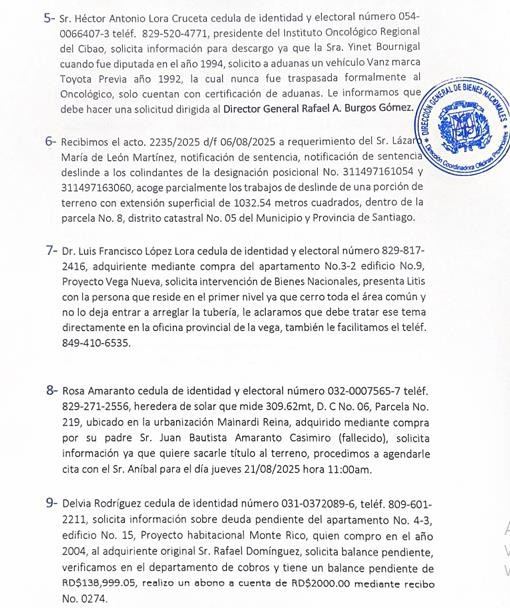 5- Sr. Héctor Antonio Lora Cruceta cedula de identidad y electoral número 054-
0066407-3 teléf. 829-520-4771, presidente del Instituto Oncológico Regional
del Cibao, solicita información para descargo ya que la Sra. Yinet Bournigal
cuando fue diputada en el año 1994, solicito a aduanas un vehículo Vanz marca
Toyota Previa año 1992, la cual nunca fue traspasada formalmente al
Oncológico, solo cuentan con certificación de aduanas. Le informamos que
debe hacer una solicitud dirigida al Director General Rafael A. Burgos Gómez.
DIRECCIÓN GENERAL DE BIENES NACIONALES
Dirección Coordinadora Oficinas Provinciales
6- Recibimos el acto. 2235/2025 d/f 06/08/2025 a requerimiento del Sr. Lázaro
María de León Martínez, notificación de sentencia, notificación de sentencia
deslinde a los colindantes de la designación posicional No. 311497161054 y
311497163060, acoge parcialmente los trabajos de deslinde de una porción de
terreno con extensión superficial de 1032.54 metros cuadrados, dentro de la
parcela No. 8, distrito catastral No. 05 del Municipio y Provincia de Santiago.
7- Dr. Luis Francisco López Lora cedula de identidad y electoral número 829-817-
2416, adquiriente mediante compra del apartamento No.3-2 edificio No.9,
Proyecto Vega Nueva, solicita intervención de Bienes Nacionales, presenta Litis
con la persona que reside en el primer nivel ya que cerro toda el área común y
no lo deja entrar a arreglar la tubería, le aclaramos que debe tratar ese tema
directamente en la oficina provincial de la vega, también le facilitamos el teléf.
849-410-6535.
8- Rosa Amaranto cedula de identidad y electoral número 032-0007565-7 teléf.
829-271-2556, heredera de solar que mide 309.62mt, D. C No. 06, Parcela No.
219, ubicado en la urbanización Mainardi Reina, adquirido mediante compra
por su padre Sr. Juan Bautista Amaranto Casimiro (fallecido), solicita
información ya que quiere sacarle título al terreno, procedimos a agendarle
cita con el Sr. Aníbal para el día jueves 21/08/2025 hora 11:00am.
9- Delvia Rodríguez cedula de identidad número 031-0372089-6, teléf. 809-601-
2211, solicita información sobre deuda pendiente del apartamento No. 4-3,
edificio No. 15, Proyecto habitacional Monte Rico, quien compro en el año
2004, al adquiriente original Sr. Rafael Domínguez, solicita balance pendiente,
verificamos en el departamento de cobros y tiene un balance pendiente de
RD$138,999.05, realizo un abono a cuenta de RD$2000.00 mediante recibo
No. 0274.